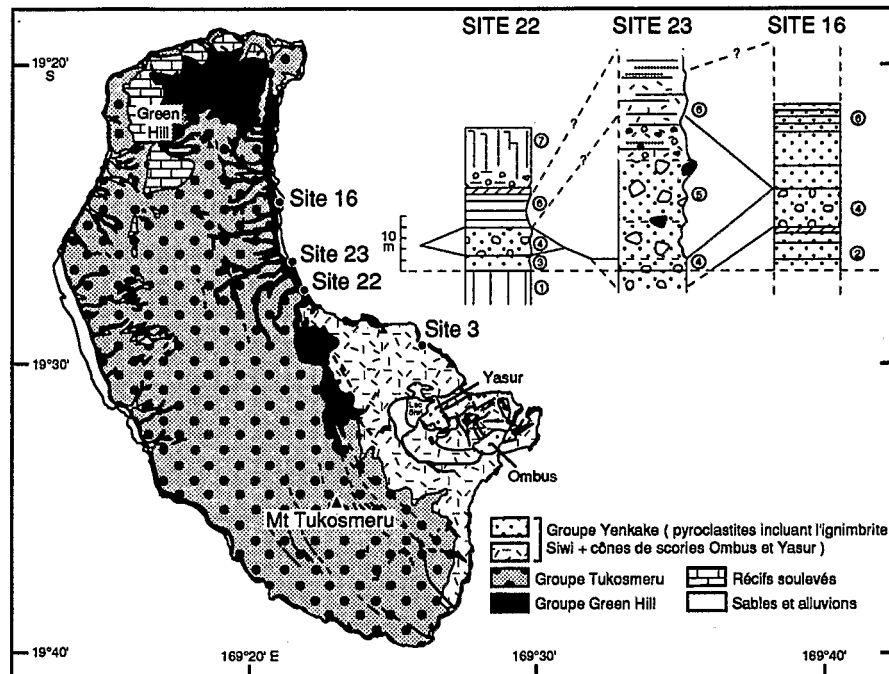 SITE 22
SITE 23
SITE 16
19°20'
S
Green
Hill
Site 16
Site 23
Site 22
Site 3
Yasur
Ombus
Mt Tukosmeru
19°30'
19°40'
10
m
?
?
?
⑦
⑥
④
③
①
⑥
⑤
④
⑥
④
②
Groupe Yenkake ( pyroclastites incluant l'ignimbrite
Siwi + cônes de scories Ombus et Yasur )
Groupe Tukosmeru
Récifs soulevés
Groupe Green Hill
Sables et alluvions
169°20' E
169°30'
169°40'